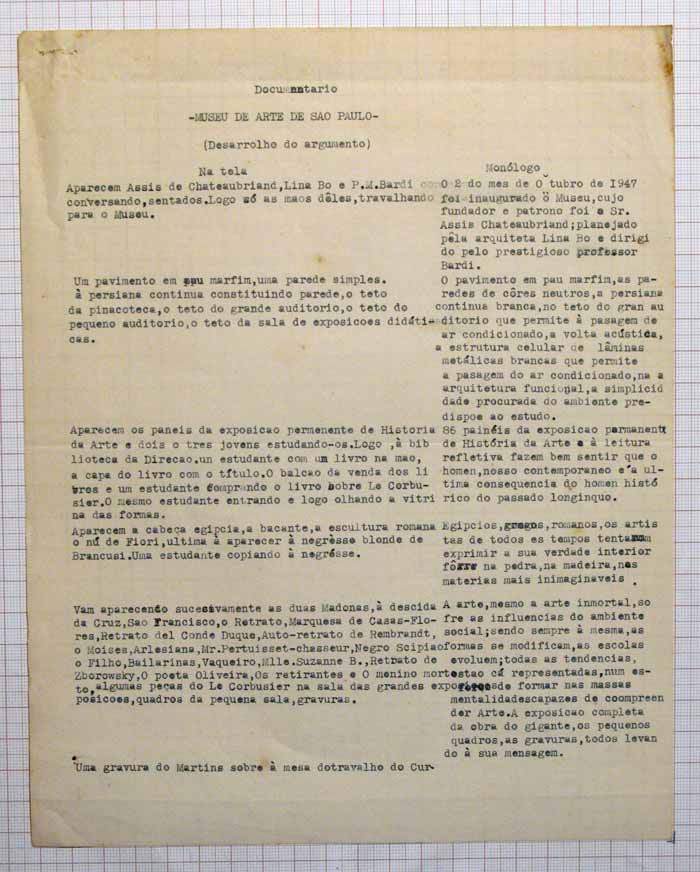 Documentario
-MUSEU DE ARTE DE SAO PAULO-
(Desarrolho do argumento)
Na tela
Aparecem Assis de Chateaubriand,Lina Bo e P.M.Bardi
conversando,sentados.Logo só as maos dêles,travalhando
para o Museu.
Um pavimento em pau marfim,uma parede simples.
à persiana continua constituindo parede,o teto
da pinacoteca,o teto do grande auditorio,o teto do
pequeno auditorio,o teto da sala de exposicoes didáti-
cas.
Aparecem os paneis da exposicao permenente de Historia
da Arte e dois o tres jovens estudando-os.Logo ,à bib
lioteca da Direcao.un estudante com un livro na mao,
a capa do livro com o título.O balcao da venda dos li
vros e um estudante comprando o livro sobre Le Corbu-
sier.O mesmo estudante entrando e logo olhando a vitri
na das formas.
Aparecem a cabeça egipcia,a bacante,a escultura romana
o nú de Fiori,ultima à aparecer à negrèsse blonde de
Brancusi.Uma estudante copiando à negrésse.
Vam aparecendo sucesivamente as duas Madonas,à descida
da Cruz,Sao Francisco,o Retrato,Marquesa de Casas-Flo-
res,Retrato del Conde Duque,Auto-retrato de Rembrandt,
o Moises,Arlesiana,Mr.Pertuisset-chasseur,Negro Scipiao
o Filho,Bailarinas,Vaqueiro,Mlle.Suzanne B.,Retrato de
Zborowsky,O poeta Oliveira,Os retirantes e O menino mor
to,algumas peças do Le Corbusier na sala das grandes ex
posicoes,quadros da pequena sala,gravuras.
Uma gravura do Martins sobre à mesa dotravalho do Cur-
Monólogo
O 2 do mes de O tubro de 1947
foi inaugurado o Museu,cujo
fundador e patrono foi o Sr.
Assis Chateaubriand;planejado
pêla arquiteta Lina Bo e dirigi
do pelo prestigioso professor
Bardi.
O pavimento em pau marfim,as pa-
redes de côres neutros,a persiana
continua branca,no teto do gran au
ditorio que permite à passagem de
ar condicionado,a volta acústica,
a estrutura celular de lâminas
metálicas brancas que permite
a pasagem do ar condicionado,na a
arquitetura funcional,a simplicid
dade procurada do ambiente pre-
dispoe ao estudo.
86 painéis da exposicao permanent
de História da Arte e à leitura
refletiva fazem bem sentir que o
homen,nosso contemporaneo e'a ul-
tima consequencia do homen histó
rico do passado longinquo.
Egipcios,gregos,romanos,os artis
tas de todos es tempos tentaram
exprimir a sua verdade interior
na pedra,na madeira,nas
materias mais inimaginaveis .
A arte,mesmo a arte inmortal,so
fre as influencias do ambiente
social;sendo sempre à mesma,as
formas se modificam,as escolas
evoluem;todas as tendencias,
estao cá representadas,num es-
de formar nas massas
mentalidadescapazes de coompreen
der Arte.A exposicao completa
da obra do gigante,os pequenos
quadros,as gravuras,todos levan
do à sua mensagem.